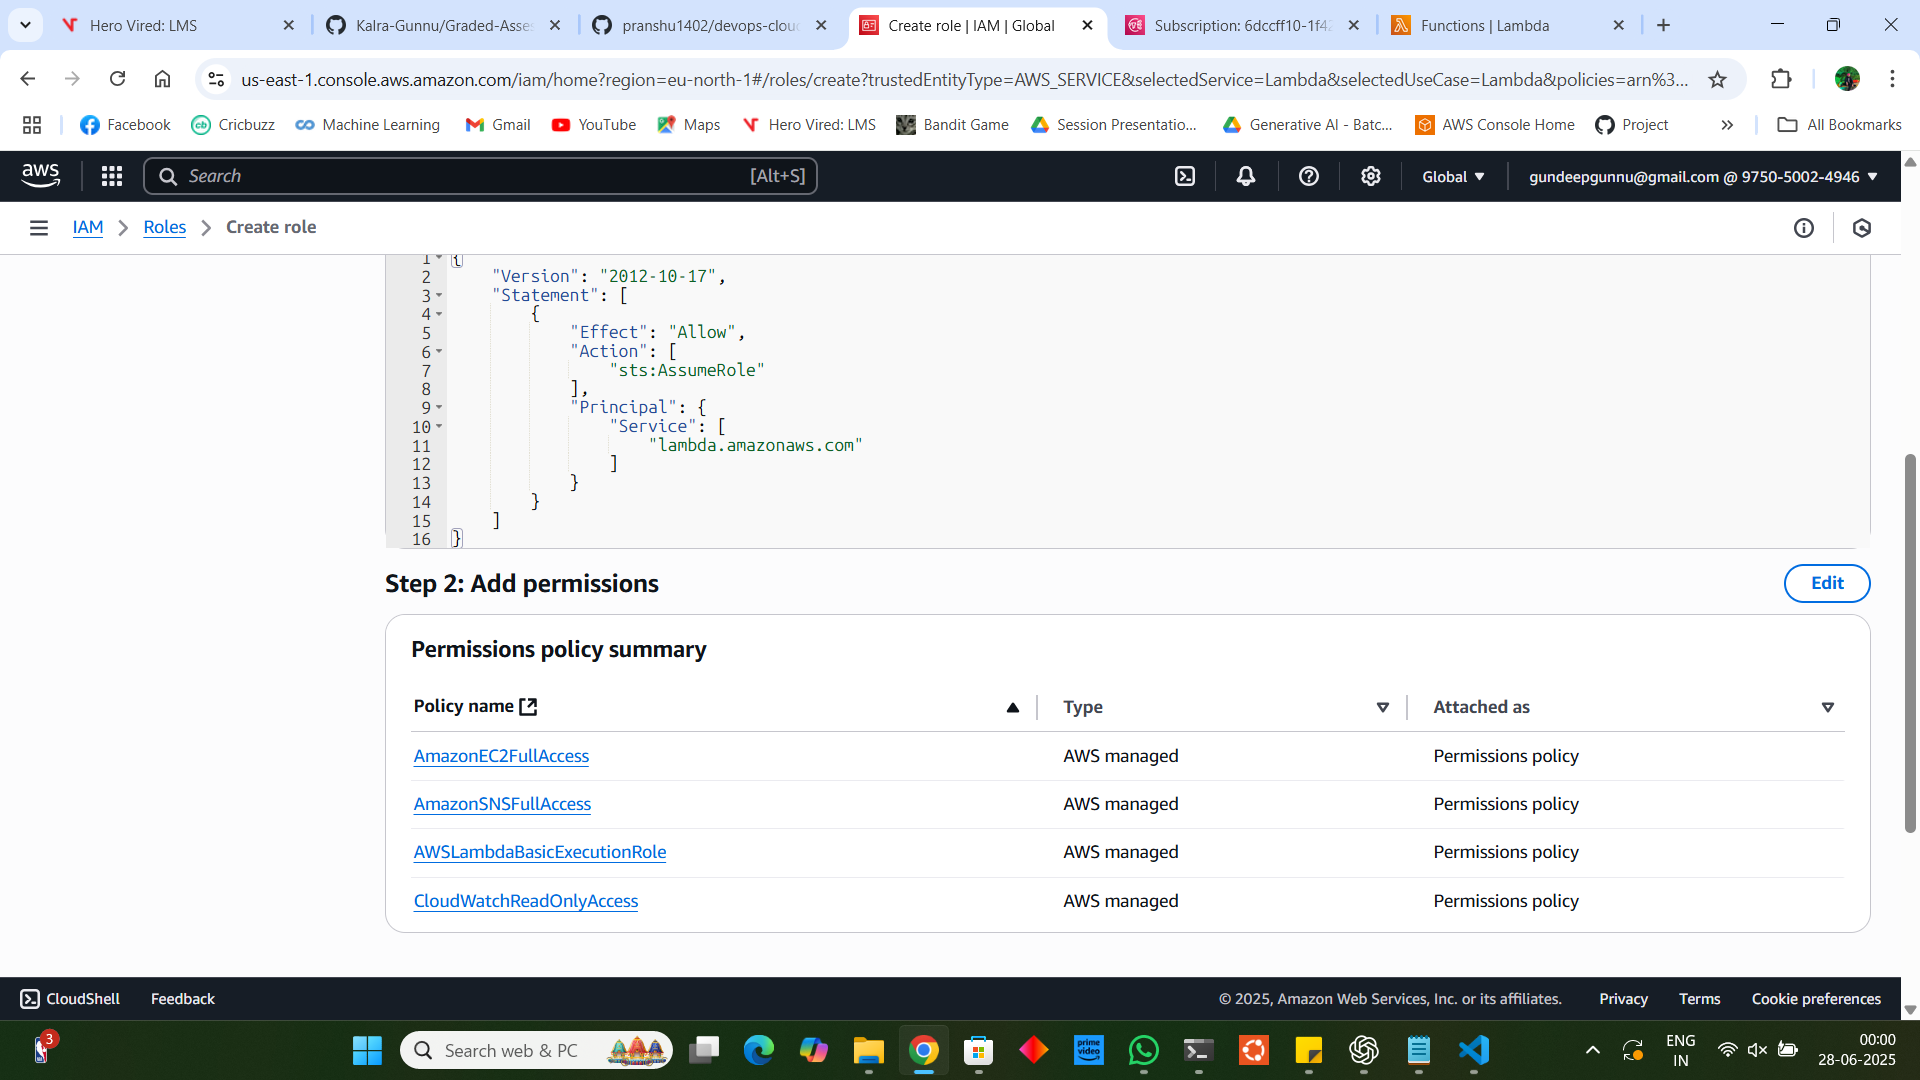 Hero Vired: LMS
Kalra-Gunnu/Graded-Asses
pranshu1402/devops-cloud
Create role | IAM | Global
Subscription: 6dccff10-1f42
Functions | Lambda
us-east-1.console.aws.amazon.com/iam/home?region=eu-north-1#/roles/create?trustedEntityType=AWS_SERVICE&selectedService=Lambda&selectedUseCase=Lambda&policies=arn%3...
Facebook
Cricbuzz
Machine Learning
Gmail
YouTube
Maps
Hero Vired: LMS
Bandit Game
Session Presentatio...
Generative AI - Batc...
AWS Console Home
Project
All Bookmarks
aws
Search
[Alt+S]
Global
gundeepgunnu@gmail.com @ 9750-5002-4946
IAM
Roles
Create role
1 {
2 "Version": "2012-10-17",
3 "Statement": [
4 {
5 "Effect": "Allow",
6 "Action": [
7 "sts:AssumeRole"
8 ],
9 "Principal": {
10 "Service": [
11 "lambda.amazonaws.com"
12 ]
13 }
14 }
15 ]
16 }
Step 2: Add permissions
Edit
Permissions policy summary
Policy name
Type
Attached as
AmazonEC2FullAccess
AWS managed
Permissions policy
AmazonSNSFullAccess
AWS managed
Permissions policy
AWSLambdaBasicExecutionRole
AWS managed
Permissions policy
CloudWatchReadOnlyAccess
AWS managed
Permissions policy
CloudShell
Feedback
© 2025, Amazon Web Services, Inc. or its affiliates.
Privacy
Terms
Cookie preferences
3
Search web & PC
prime video
ENG
IN
00:00
28-06-2025